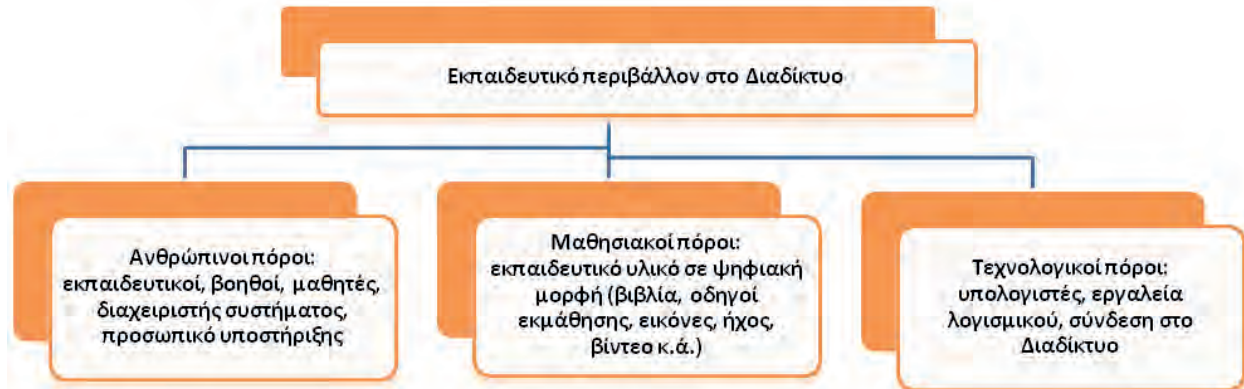 Εκπαιδευτικό περιβάλλον στο Διαδίκτυο
Ανθρώπινοι πόροι:
εκπαιδευτικοί, βοηθοί, μαθητές,
διαχειριστής συστήματος,
προσωπικό υποστήριξης
Μαθησιακοί πόροι:
εκπαιδευτικό υλικό σε ψηφιακή
μορφή (βιβλία, οδηγοί
εκμάθησης, εικόνες, ήχος,
βίντεο κ.ά.)
Τεχνολογικοί πόροι:
υπολογιστές, εργαλεία
λογισμικού, σύνδεση στο
Διαδίκτυο